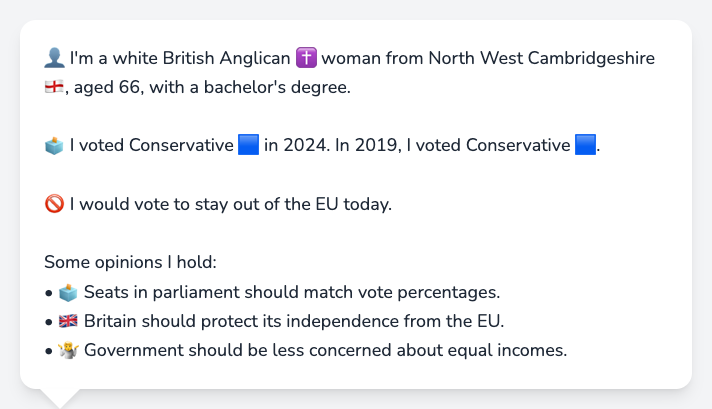 👤 I'm a white British Anglican ✝️ woman from North West Cambridgeshire
🏴󠁧󠁢󠁥󠁮󠁧󠁿, aged 66, with a bachelor's degree.
🗳️ I voted Conservative 🟦 in 2024. In 2019, I voted Conservative 🟦.
🚫 I would vote to stay out of the EU today.
Some opinions I hold:
• 🗳️ Seats in parliament should match vote percentages.
• 🇬🇧 Britain should protect its independence from the EU.
• 🤷 Government should be less concerned about equal incomes.